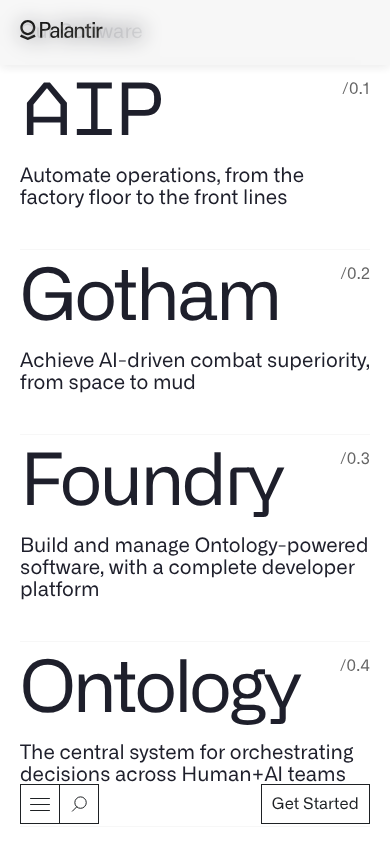 Palantir
AIP
/0.1
Automate operations, from the
factory floor to the front lines
Gotham
/0.2
Achieve AI-driven combat superiority,
from space to mud
Foundry
/0.3
Build and manage Ontology-powered
software, with a complete developer
platform
Ontology
/0.4
The central system for orchestrating
decisions across Human+AI teams
Get Started